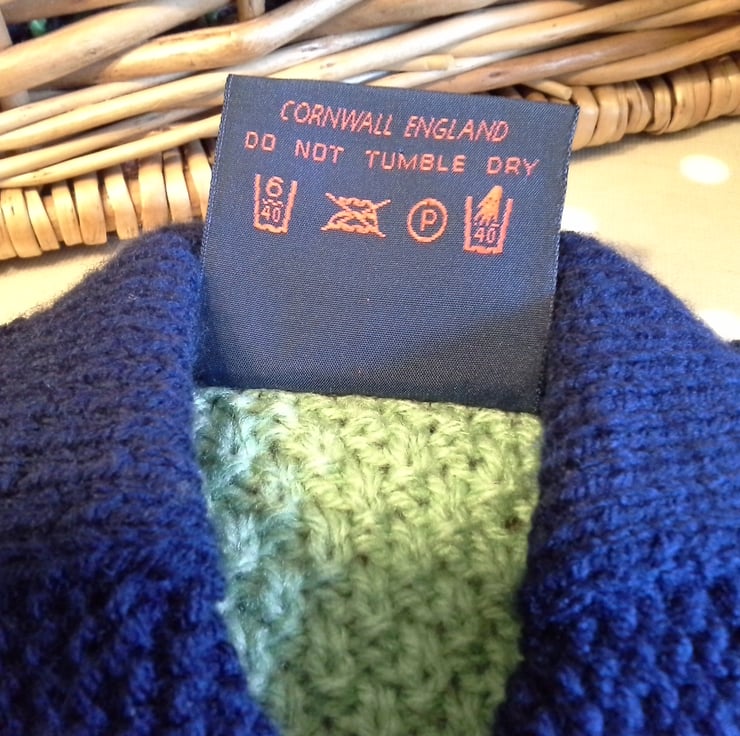 CORNWALL ENGLAND
DO NOT TUMBLE DRY
6 40 P 40